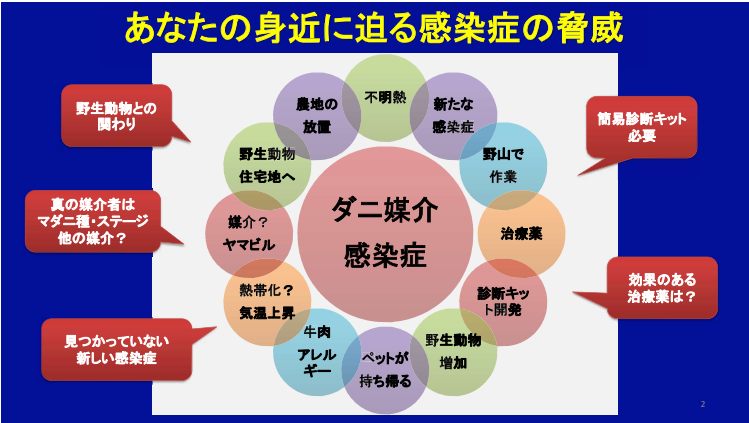 あなたの身近に迫る感染症の脅威
野生動物との
関わり
真の媒介者は
マダニ種・ステージ
他の媒介？
見つかっていない
新しい感染症
不明熱
新たな
感染症
野山で
作業
治療薬
診断キッ
ト開発
野生動物
増加
ペットが
持ち帰る
牛肉
アレル
ギー
熱帯化？
気温上昇
媒介？
ヤマビル
野生動物
住宅地へ
農地の
放置
ダニ媒介
感染症
簡易診断キット
必要
効果のある
治療薬は？
2